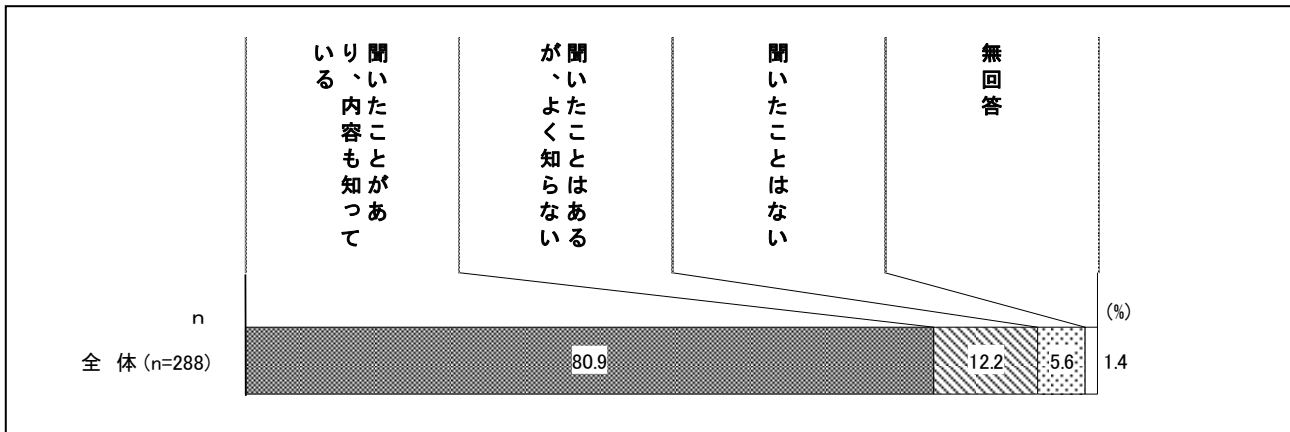 聞いたことがあ
り、内容も知って
いる
聞いたことはある
が、よく知らない
聞いたことはない
無回答
(%)
n
全 体 (n=288)
80.9
12.2
5.6
1.4